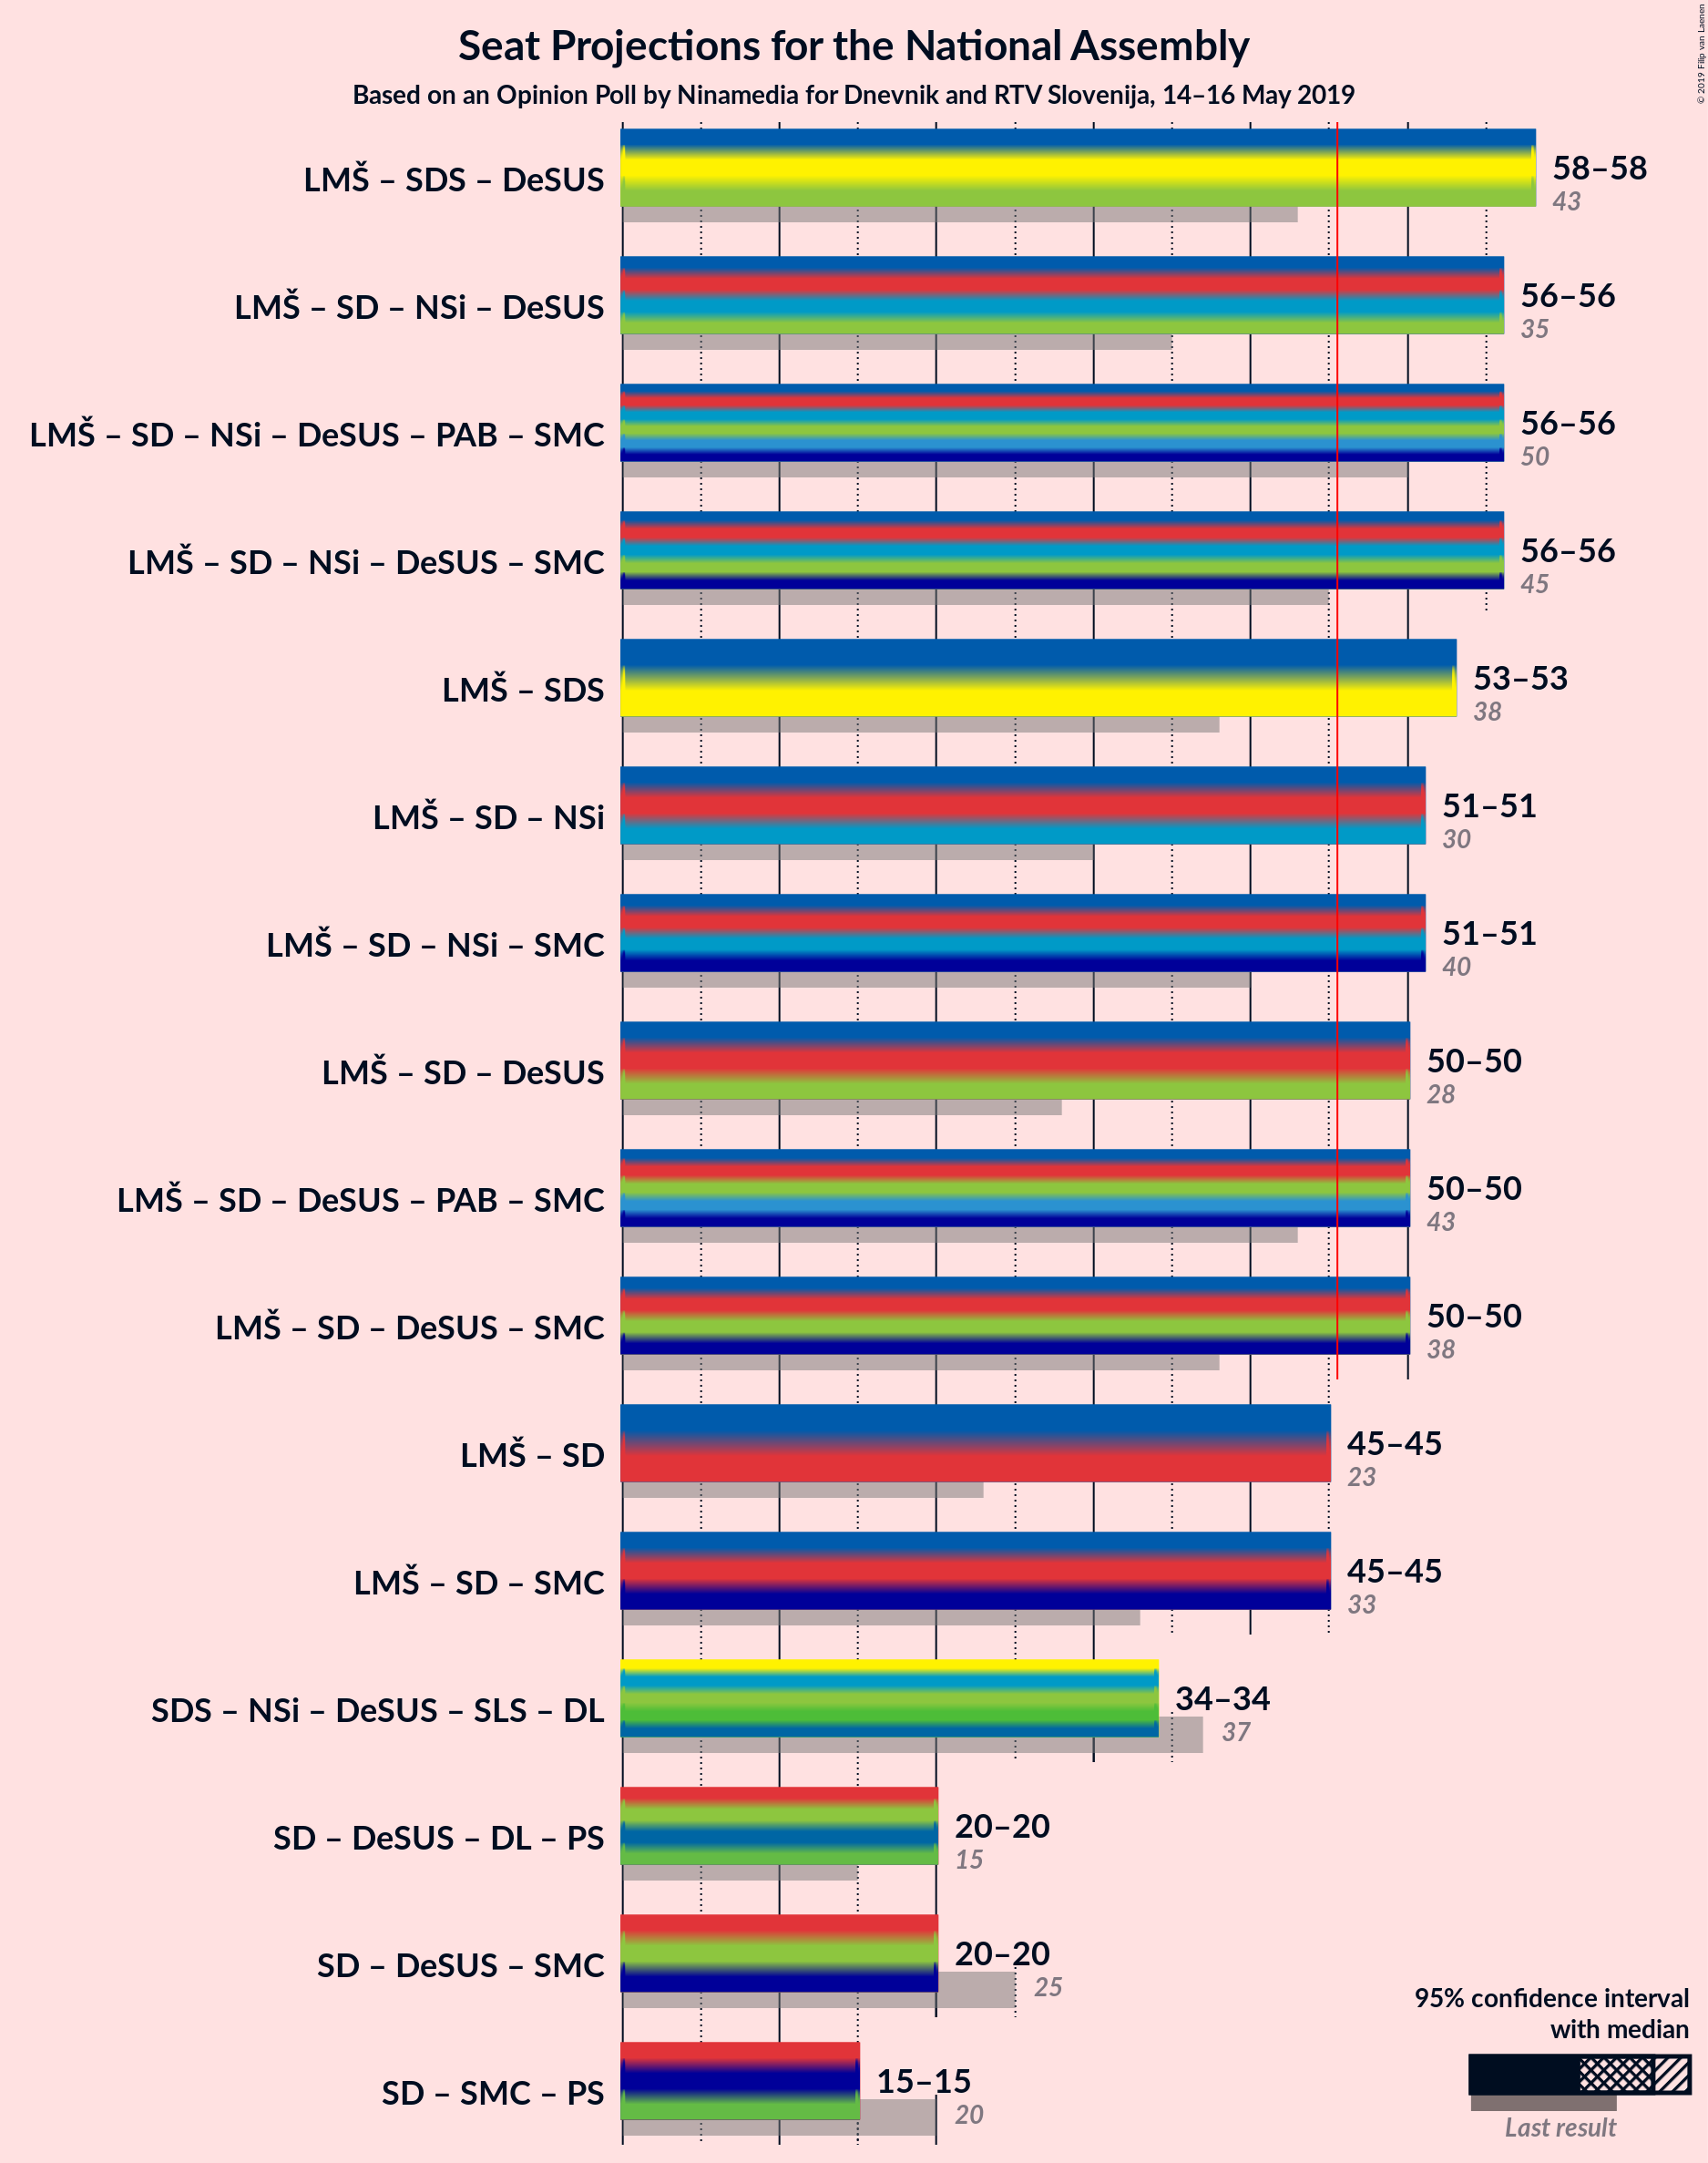 Seat Projections for the National Assembly
Based on an Opinion Poll by Ninamedia for Dnevnik and RTV Slovenija, 14–16 May 2019
© 2019 Filip van Laenen
LMŠ – SDS – DeSUS
58–58
43
LMŠ – SD – NSi – DeSUS
56–56
35
LMŠ – SD – NSi – DeSUS – PAB – SMC
56–56
50
LMŠ – SD – NSi – DeSUS – SMC
56–56
45
LMŠ – SDS
53–53
38
LMŠ – SD – NSi
51–51
30
LMŠ – SD – NSi – SMC
51–51
40
LMŠ – SD – DeSUS
50–50
28
LMŠ – SD – DeSUS – PAB – SMC
50–50
43
LMŠ – SD – DeSUS – SMC
50–50
38
LMŠ – SD
45–45
23
LMŠ – SD – SMC
45–45
33
SDS – NSi – DeSUS – SLS – DL
34–34
37
SD – DeSUS – DL – PS
20–20
15
SD – DeSUS – SMC
20–20
25
SD – SMC – PS
15–15
20
95% confidence interval
with median
Last result